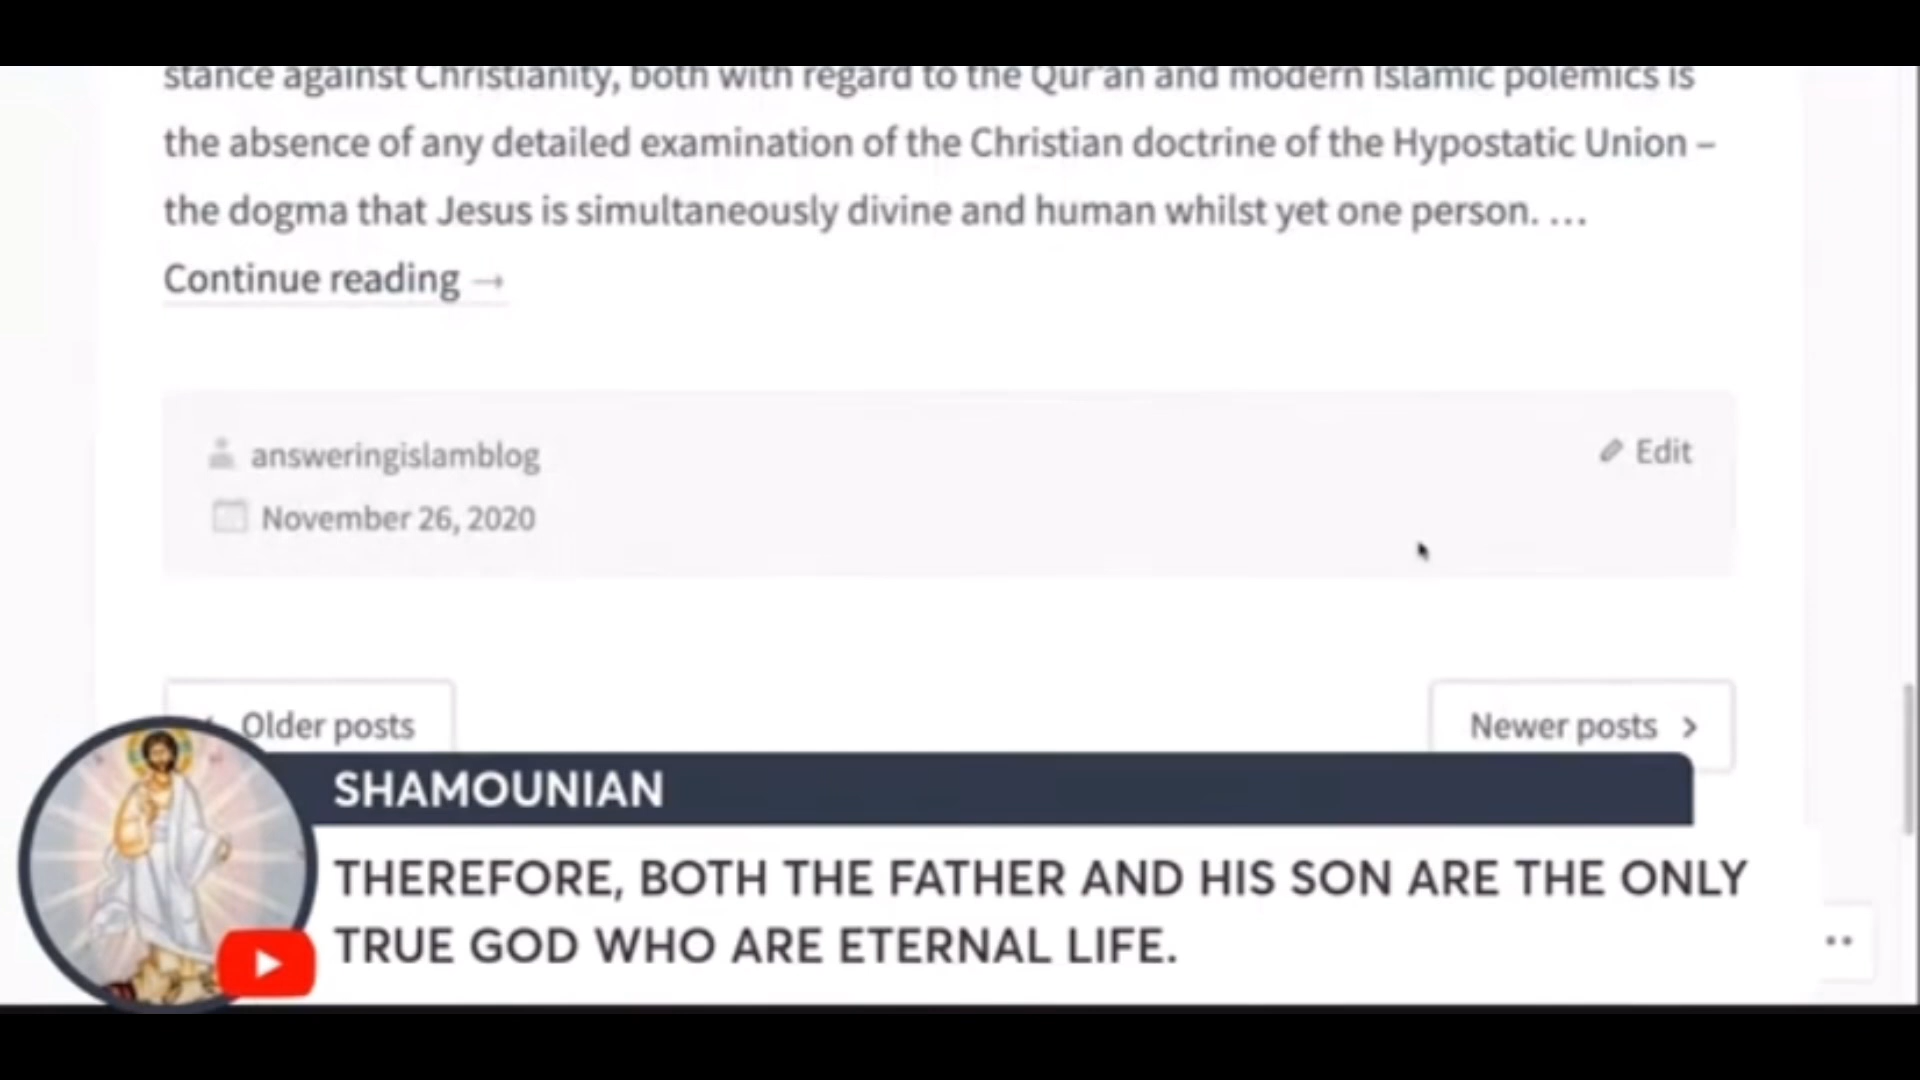 stance against Christianity, both with regard to the Qur'an and modern Islamic polemics is
the absence of any detailed examination of the Christian doctrine of the Hypostatic Union –
the dogma that Jesus is simultaneously divine and human whilst yet one person. …
Continue reading →
answeringislamblog
Edit
November 26, 2020
Older posts
Newer posts
SHAMOUNIAN
THEREFORE, BOTH THE FATHER AND HIS SON ARE THE ONLY
TRUE GOD WHO ARE ETERNAL LIFE.